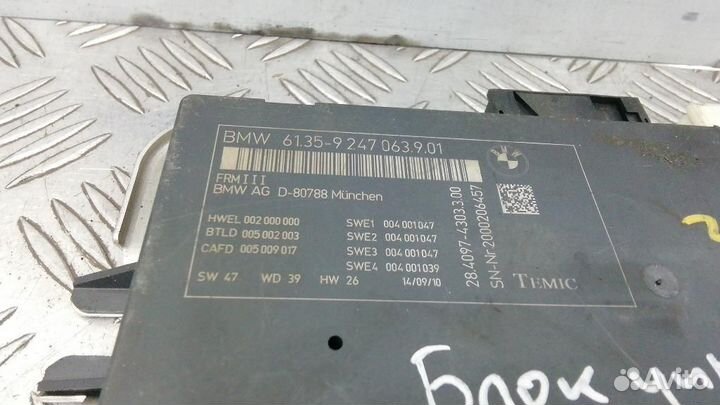 BMW 61.35-9 247 063.9.01
FRMIII
BMW AG D-80788 München
HWEL 002 000 000
BTLD 005 002 003
CAFD 005 009 017
SWE1 004 001 047
SWE2 004 001 047
SWE3 004 001 047
SWE4 004 001 039
SW 47 WD 39 HW 26 14/09/10
28.4097-4303.3.00
SN-Nr2000206457
TEMIC
Блок
Avito